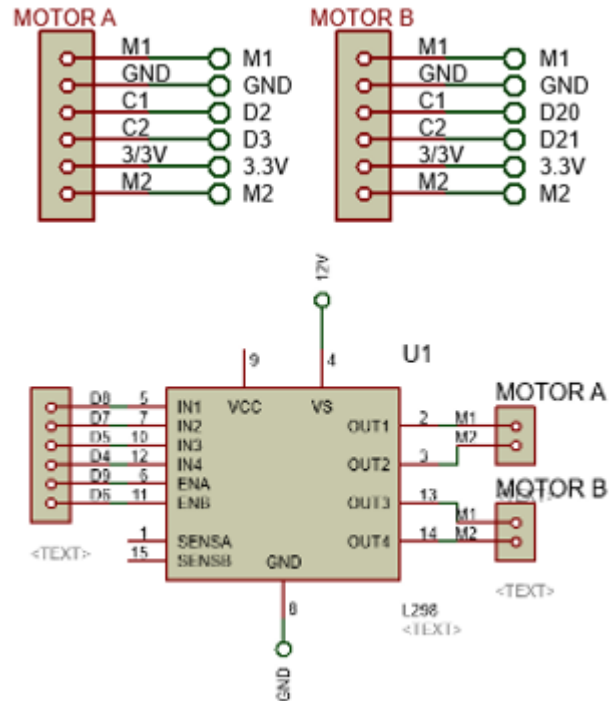 MOTOR A
M1 M1
GND GND
C1 D2
C2 D3
3/3V 3.3V
M2 M2
MOTOR B
M1 M1
GND GND
C1 D20
C2 D21
3/3V 3.3V
M2 M2
12V
9
4
U1
D8 5 IN1
D7 7 IN2
D5 10 IN3
D4 12 IN4
D9 6 ENA
D6 11 ENB
1 SENSA
15 SENSB
<TEXT>
VCC
VS
GND
8
GND
OUT1 2 M1
OUT2 3 M2
OUT3 13 M1
OUT4 14 M2
MOTOR A
<TEXT>
MOTOR B
<TEXT>
L298
<TEXT>